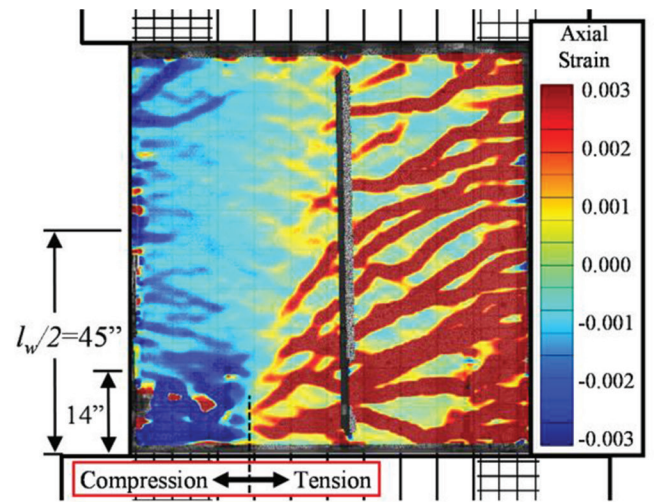 Axial
Strain
0.003
0.002
0.001
0.000
-0.001
-0.002
-0.003
l_w/2=45”
14”
Compression
Tension